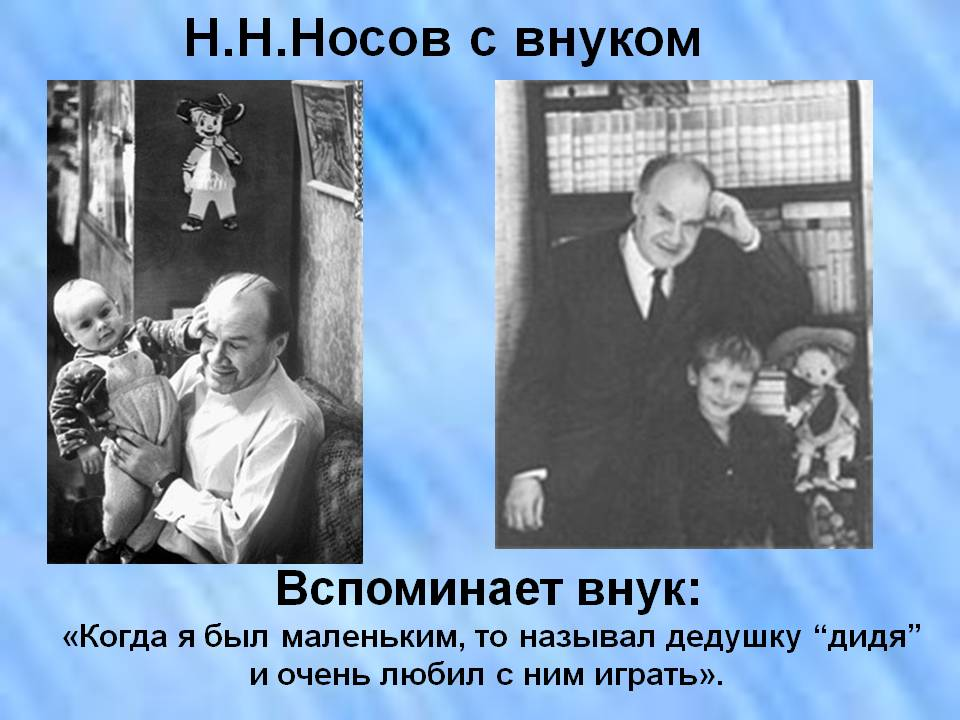 Н.Н.Носов с внуком
Вспоминает внук:
«Когда я был маленьким, то называл дедушку “дидя”
и очень любил с ним играть».